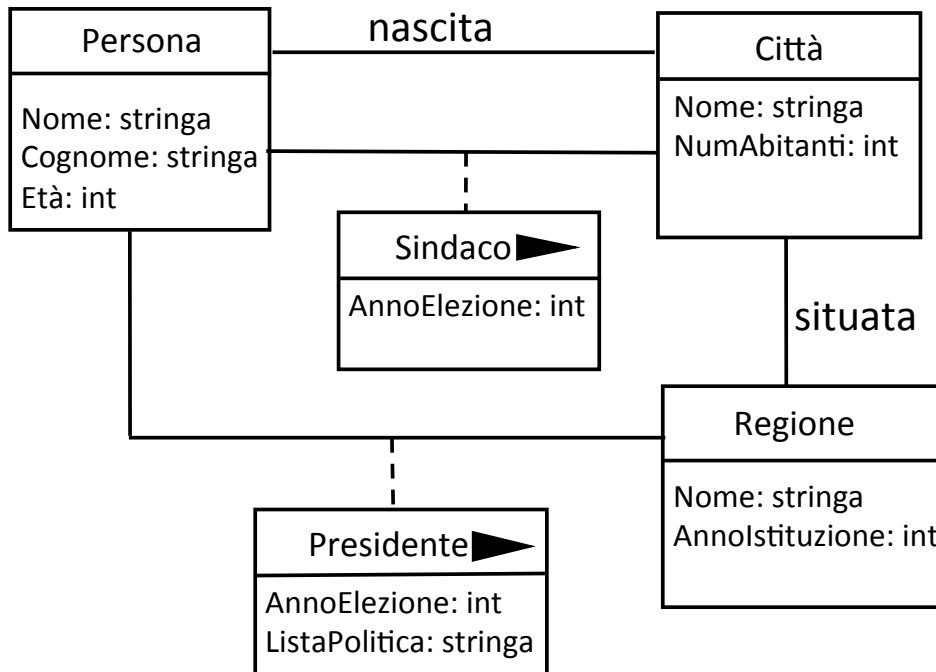 Persona
Nome: stringa
Cognome: stringa
Età: int
nascita
Città
Nome: stringa
NumAbitanti: int
Sindaco
AnnoElezione: int
situata
Regione
Nome: stringa
AnnoIstituzione: int
Presidente
AnnoElezione: int
ListaPolitica: stringa